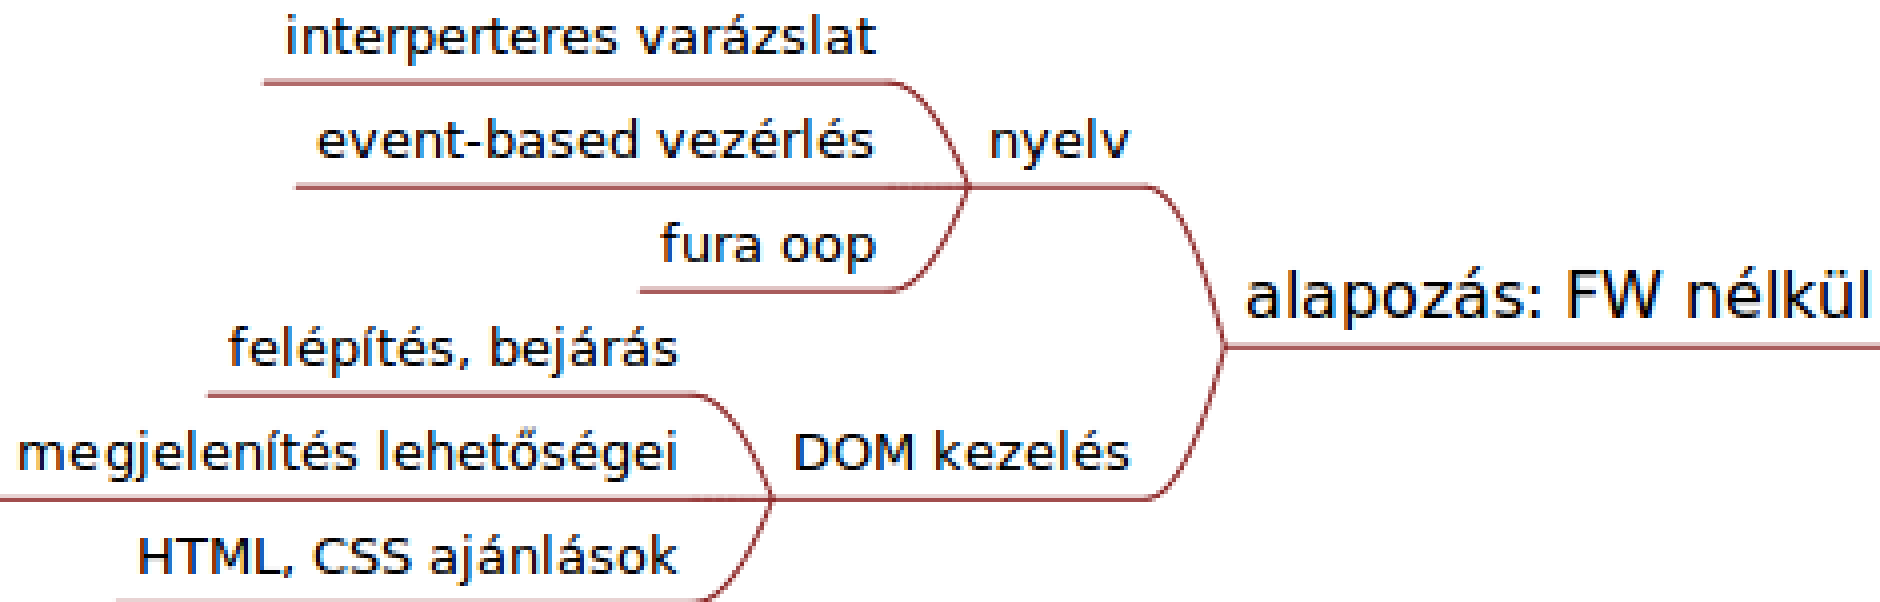 interperteres varázslat
event-based vezérlés
nyelv
fura oop
alapozás: FW nélkül
felépítés, bejárás
megjelenítés lehetőségei
DOM kezelés
HTML, CSS ajánlások